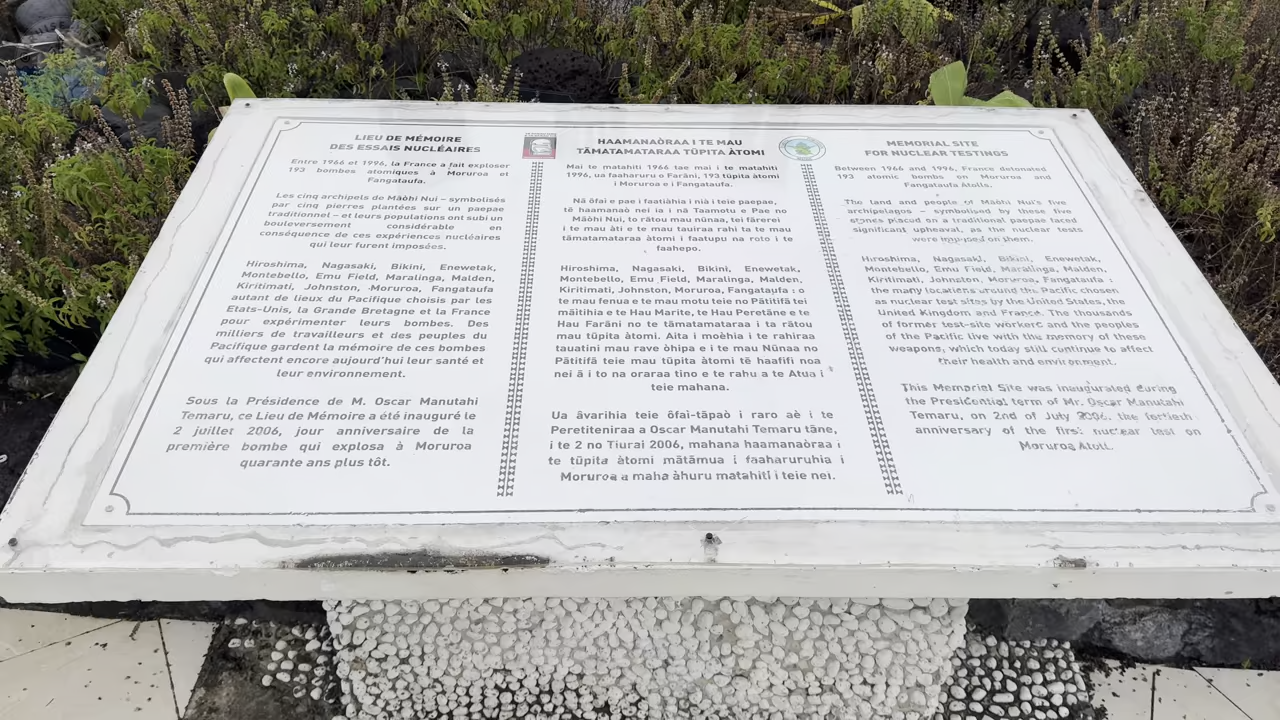 LIEU DE MÉMOIRE
DES ESSAIS NUCLÉAIRES
Entre 1966 et 1996, la France a fait exploser
193 bombes atomiques à Moruroa et
Fangataufa.
Les cinq archipels de Māòhi Nui – symbolisés
par cinq pierres plantées sur un paepae
traditionnel – et leurs populations ont subi un
bouleversement considérable en
conséquence de ces expériences nucléaires
qui leur furent imposées.
Hiroshima, Nagasaki, Bikini, Enewetak,
Montebello, Emu Field, Maralinga, Malden,
Kiritimati, Johnston, Moruroa, Fangataufa
autant de lieux du Pacifique choisis par les
Etats-Unis, la Grande Bretagne et la France
pour expérimenter leurs bombes. Des
milliers de travailleurs et des peuples du
Pacifique gardent la mémoire de ces bombes
qui affectent encore aujourd'hui leur santé et
leur environnement.
Sous la Présidence de M. Oscar Manutahi
Temaru, ce Lieu de Mémoire a été inauguré le
2 juillet 2006, jour anniversaire de la
première bombe qui explosa à Moruroa
quarante ans plus tôt.
HAAMANAÒRAA I TE MAU
TĀMATAMATARAA TŪPITA ÀTOMI
Mai te matahiti 1966 tae mai i te matahiti
1996, ua faaharuru o Farāni, 193 tūpita àtomi
i Moruroa e i Fangataufa.
Nā ôfai e pae i faatiàhia i nià i teie paepae,
tē haamanaò nei ia i nā Taamotu e Pae no
Māòhi Nui, to rātou mau nūnaa, tei fārerei
i te mau àti e te mau tauiraa rahi ta te mau
tāmatamataraa àtomi i faatupu na roto i te
faahepo.
Hiroshima, Nagasaki, Bikini, Enewetak,
Montebello, Emu Field, Maralinga, Malden,
Kiritimati, Johnston, Moruroa, Fangataufa : o
te mau fenua e te mau motu teie no Pātitifā tei
māitihia e te Hau Marite, te Hau Peretāne e te
Hau Farāni no te tāmatamataraa i ta rātou
mau tūpita àtomi. Aita i moèhia i te rahiraa
tauatini mau rave òhipa e i te mau Nūnaa no
Pātitifā teie mau tūpita àtomi tē haafifi noa
nei ā i to na oraraa tino e te rahu a te Atua i
teie mahana.
Ua âvarihia teie ôfai-tāpaò i raro aè i te
Peretiteniraa a Oscar Manutahi Temaru tāne,
i te 2 no Tiurai 2006, mahana haamanaòraa i
te tūpita àtomi mātāmua i faaharuruhia i
Moruroa a maha àhuru matahiti i teie nei.
MEMORIAL SITE
FOR NUCLEAR TESTINGS
Between 1966 and 1996, France detonated
193 atomic bombs on Moruroa and
Fangataufa Atolls.
The land and people of Māòhi Nui's five
archipelagos – symbolised by these five
stones placed on a traditional paepae faced
significant upheaval, as the nuclear tests
were imposed on them.
Hiroshima, Nagasaki, Bikini, Enewetak,
Montebello, Emu Field, Maralinga, Malden,
Kiritimati, Johnston, Moruroa, Fangataufa :
the many locations around the Pacific chosen
as nuclear test sites by the United States, the
United Kingdom and France. The thousands
of former test-site workers and the peoples
of the Pacific live with the memory of these
weapons, which today still continue to affect
their health and environment.
This Memorial Site was inaugurated during
the Presidential term of Mr. Oscar Manutahi
Temaru, on 2nd of July 2006, the fortieth
anniversary of the first nuclear test on
Moruroa Atoll.